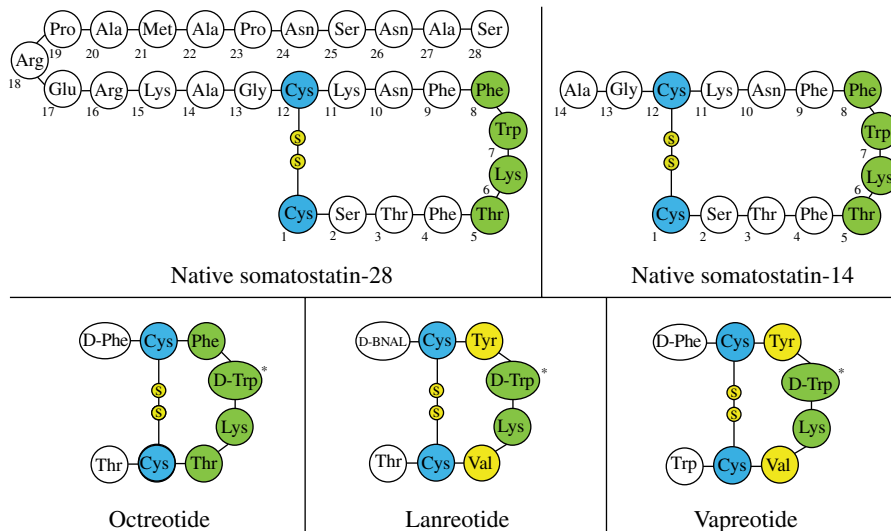 Pro Ala Met Ala Pro Asn Ser Asn Ala Ser
19 20 21 22 23 24 25 26 27 28
Arg
18
Glu Arg Lys Ala Gly Cys Lys Asn Phe Phe
17 16 15 14 13 12 11 10 9 8
Trp
7
S
S
Lys
6
Cys Ser Thr Phe Thr
1 2 3 4 5
Native somatostatin-28
Ala Gly Cys Lys Asn Phe Phe
14 13 12 11 10 9 8
Trp
7
S
S
Lys
6
Cys Ser Thr Phe Thr
1 2 3 4 5
Native somatostatin-14
D-Phe Cys Phe
D-Trp *
S
S
Lys
Thr Cys Thr
Octreotide
D-BNAL Cys Tyr
D-Trp *
S
S
Lys
Thr Cys Val
Lanreotide
D-Phe Cys Tyr
D-Trp *
S
S
Lys
Trp Cys Val
Vapreotide